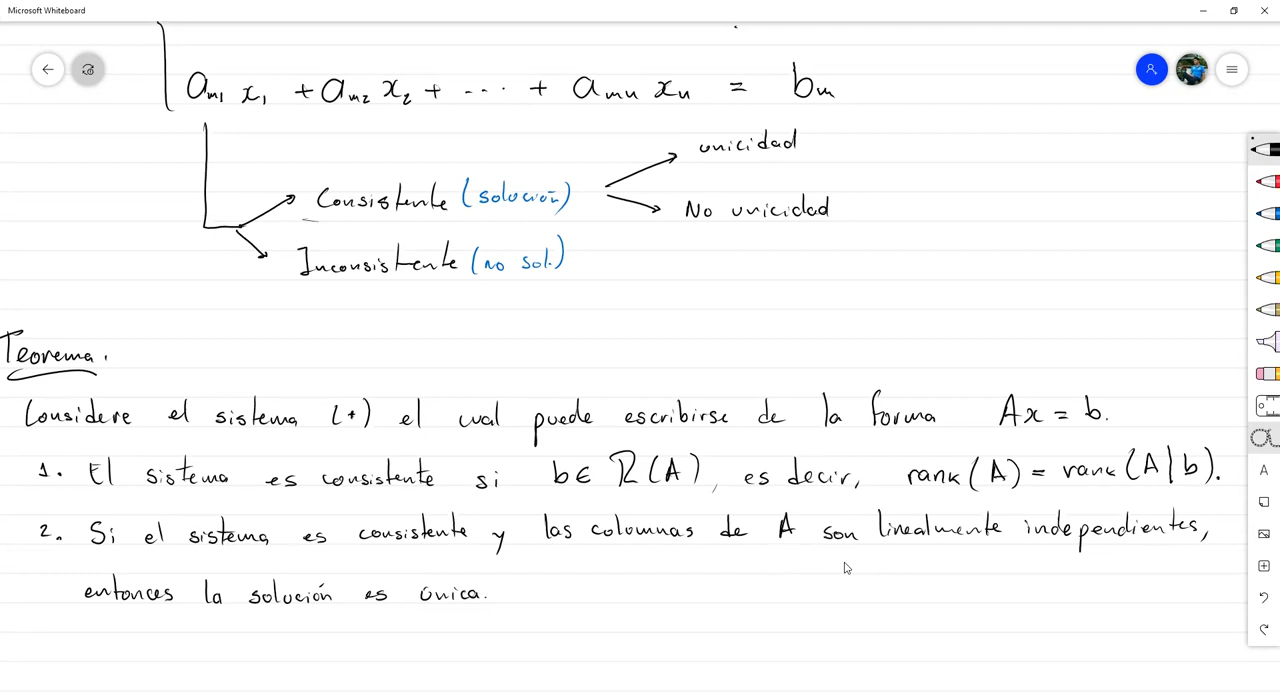 Microsoft Whiteboard
a_{m1} x_1 + a_{m2} x_2 + ... + a_{mn} x_n = b_m
unicidad
Consistente (solución)
No unicidad
Inconsistente (no sol.)
Teorema.
Considere el sistema (+) el cual puede escribirse de la forma Ax = b.
1. El sistema es consistente si b ∈ R(A), es decir, rank(A) = rank(A|b).
2. Si el sistema es consistente y las columnas de A son linealmente independientes,
entonces la solución es única.
A